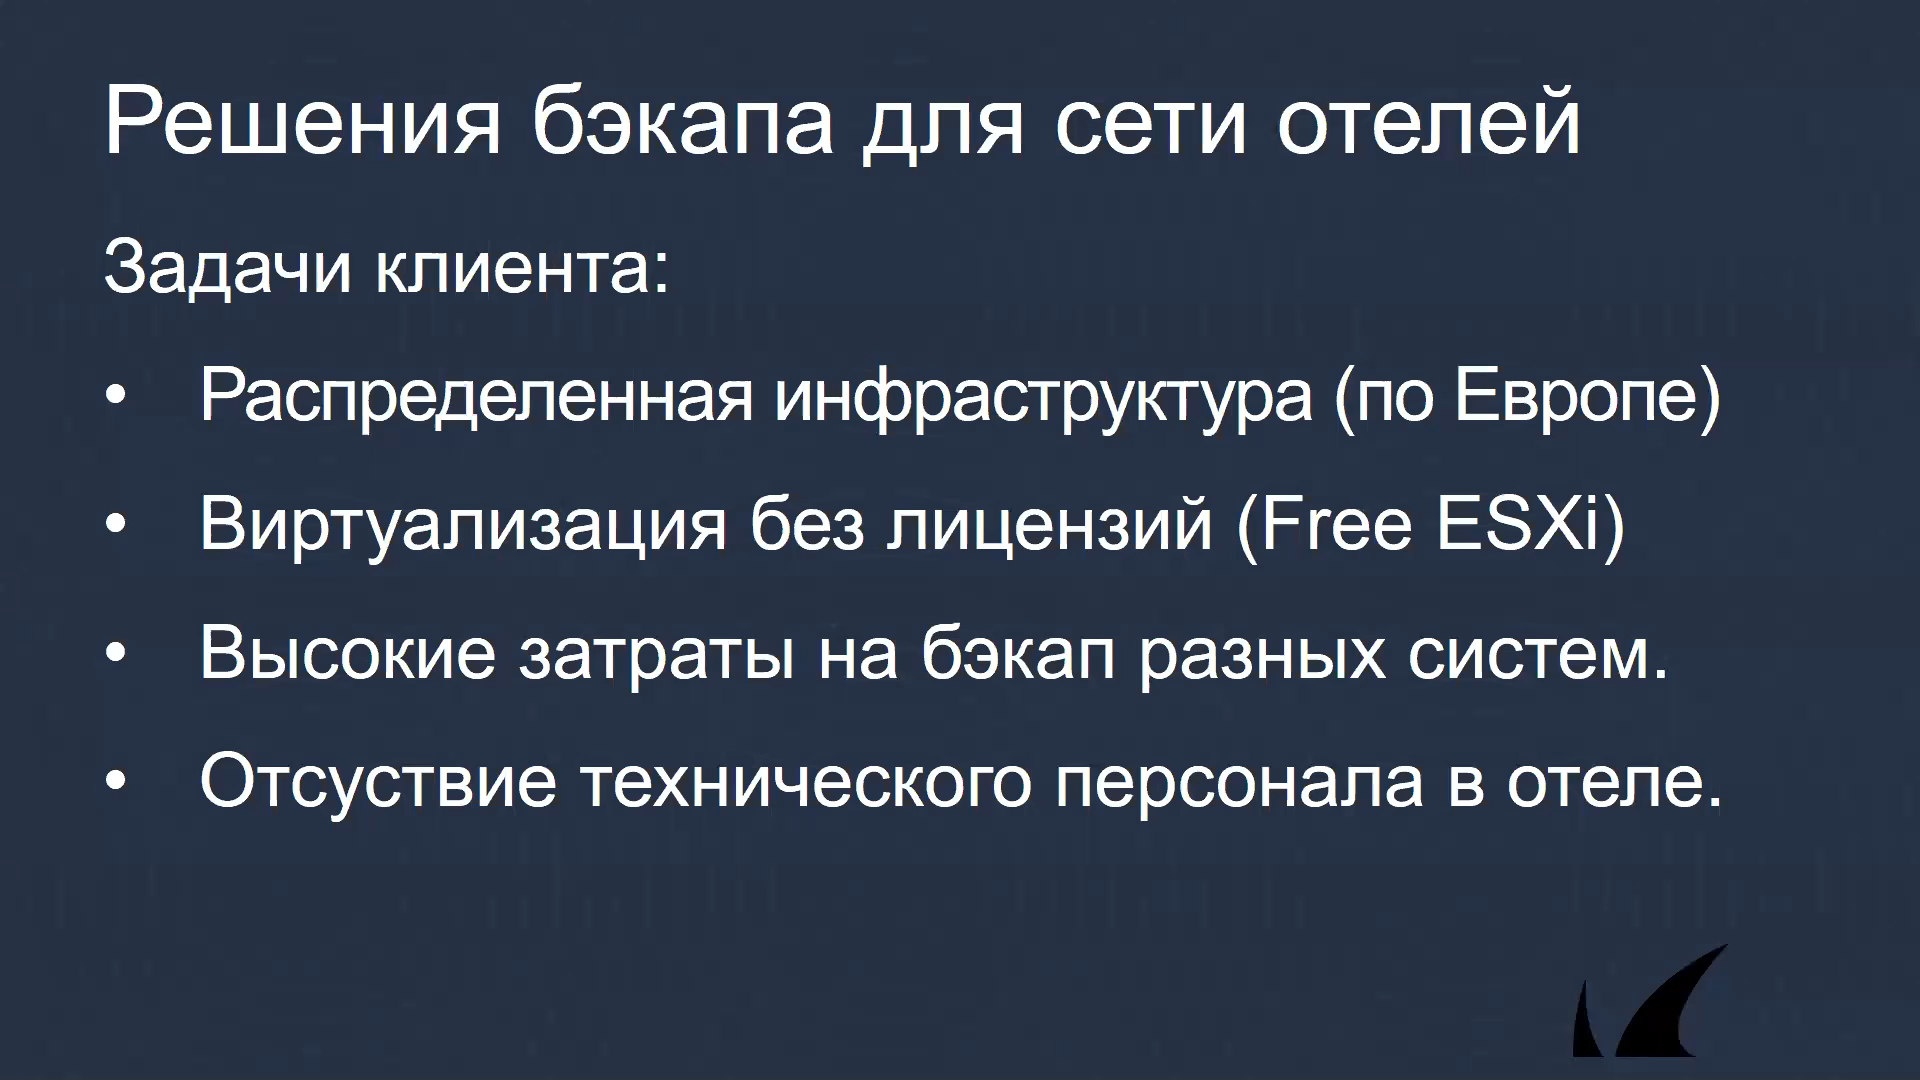 Решения бэкапа для сети отелей
Задачи клиента:
• Распределенная инфраструктура (по Европе)
• Виртуализация без лицензий (Free ESXi)
• Высокие затраты на бэкап разных систем.
• Отсуствие технического персонала в отеле.